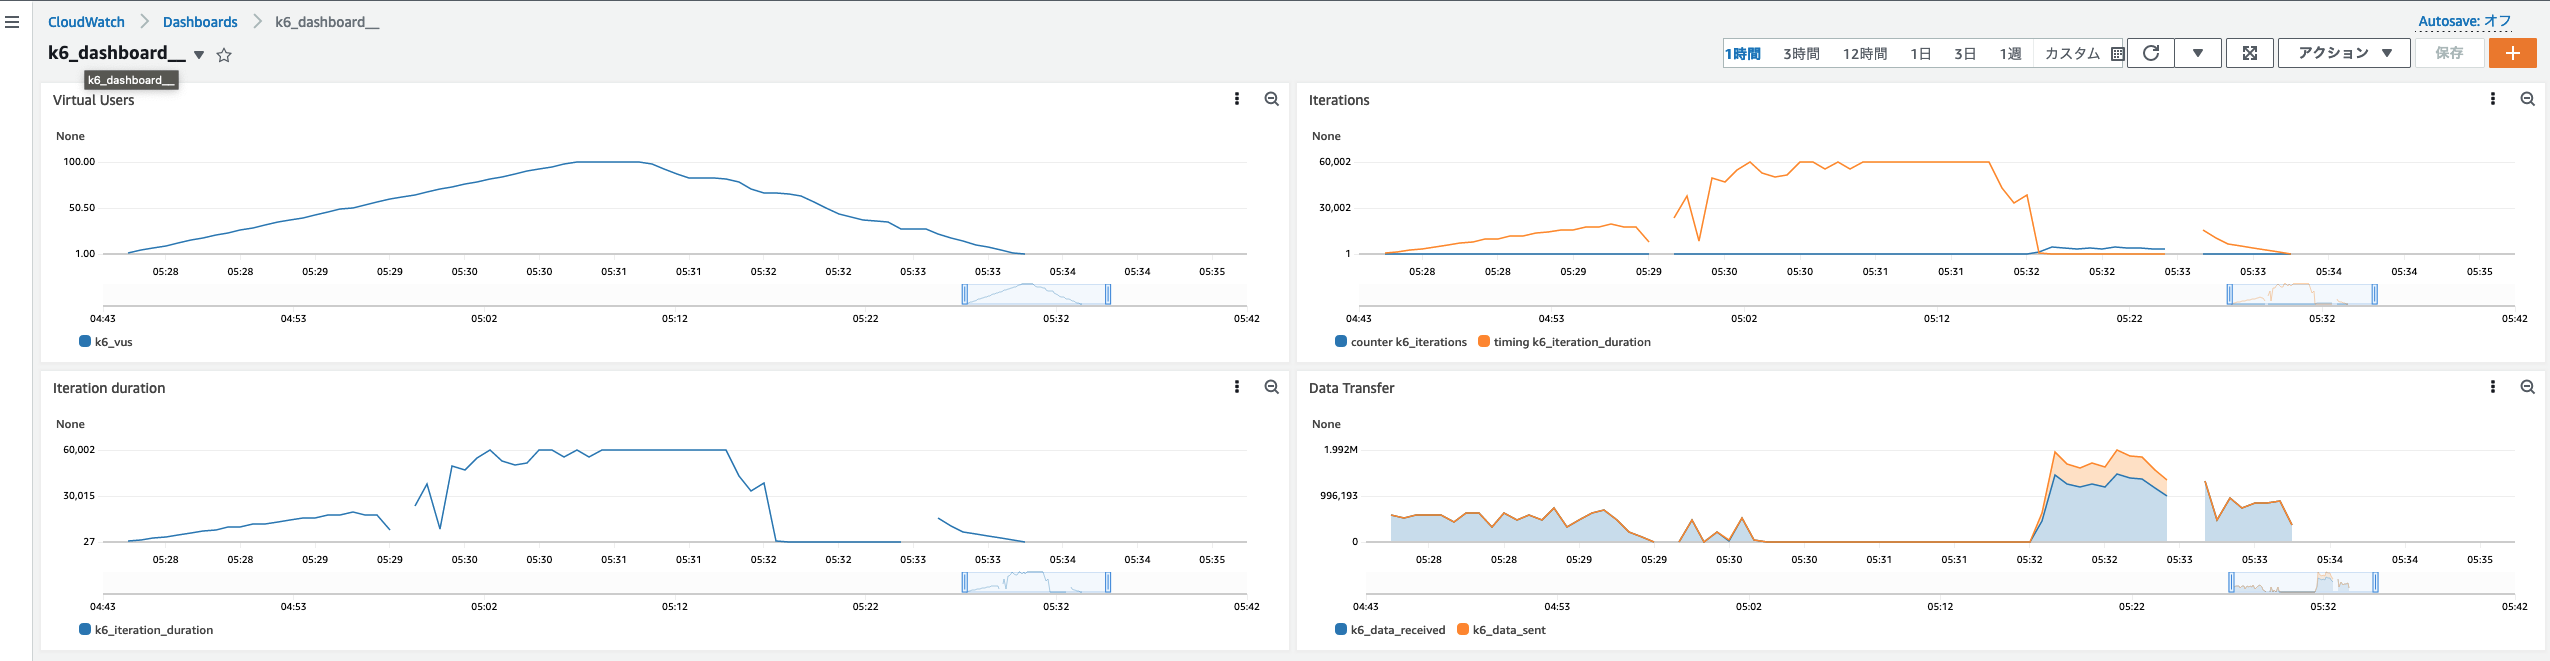 CloudWatch > Dashboards > k6_dashboard__
Autosave: オフ
k6_dashboard__
1時間 3時間 12時間 1日 3日 1週 カスタム アクション 保存
k6_dashboard__
Virtual Users
None
100.00
50.50
1.00
05:28 05:28 05:29 05:29 05:30 05:30 05:31 05:31 05:32 05:32 05:33 05:33 05:34 05:34 05:35
04:43 04:53 05:02 05:12 05:22 05:32 05:42
k6_vus
Iterations
None
60,002
30,002
1
05:28 05:28 05:29 05:29 05:30 05:30 05:31 05:31 05:32 05:32 05:33 05:33 05:34 05:34 05:35
04:43 04:53 05:02 05:12 05:22 05:32 05:42
counter k6_iterations timing k6_iteration_duration
Iteration duration
None
60,002
30,015
27
05:28 05:28 05:29 05:29 05:30 05:30 05:31 05:31 05:32 05:32 05:33 05:33 05:34 05:34 05:35
04:43 04:53 05:02 05:12 05:22 05:32 05:42
k6_iteration_duration
Data Transfer
None
1.992M
996,193
0
05:28 05:28 05:29 05:29 05:30 05:30 05:31 05:31 05:32 05:32 05:33 05:33 05:34 05:34 05:35
04:43 04:53 05:02 05:12 05:22 05:32 05:42
k6_data_received k6_data_sent